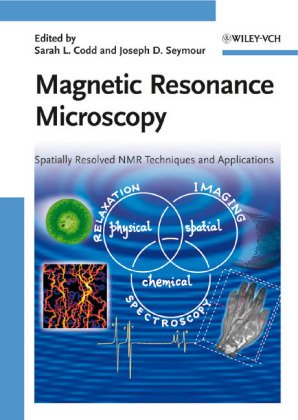 Edited by
Sarah L. Codd and Joseph D. Seymour
WILEY-VCH
Magnetic Resonance
Microscopy
Spatially Resolved NMR Techniques and Applications
RELAXATION
IMAGING
physical
spatial
chemical
SPECTROSCOPY